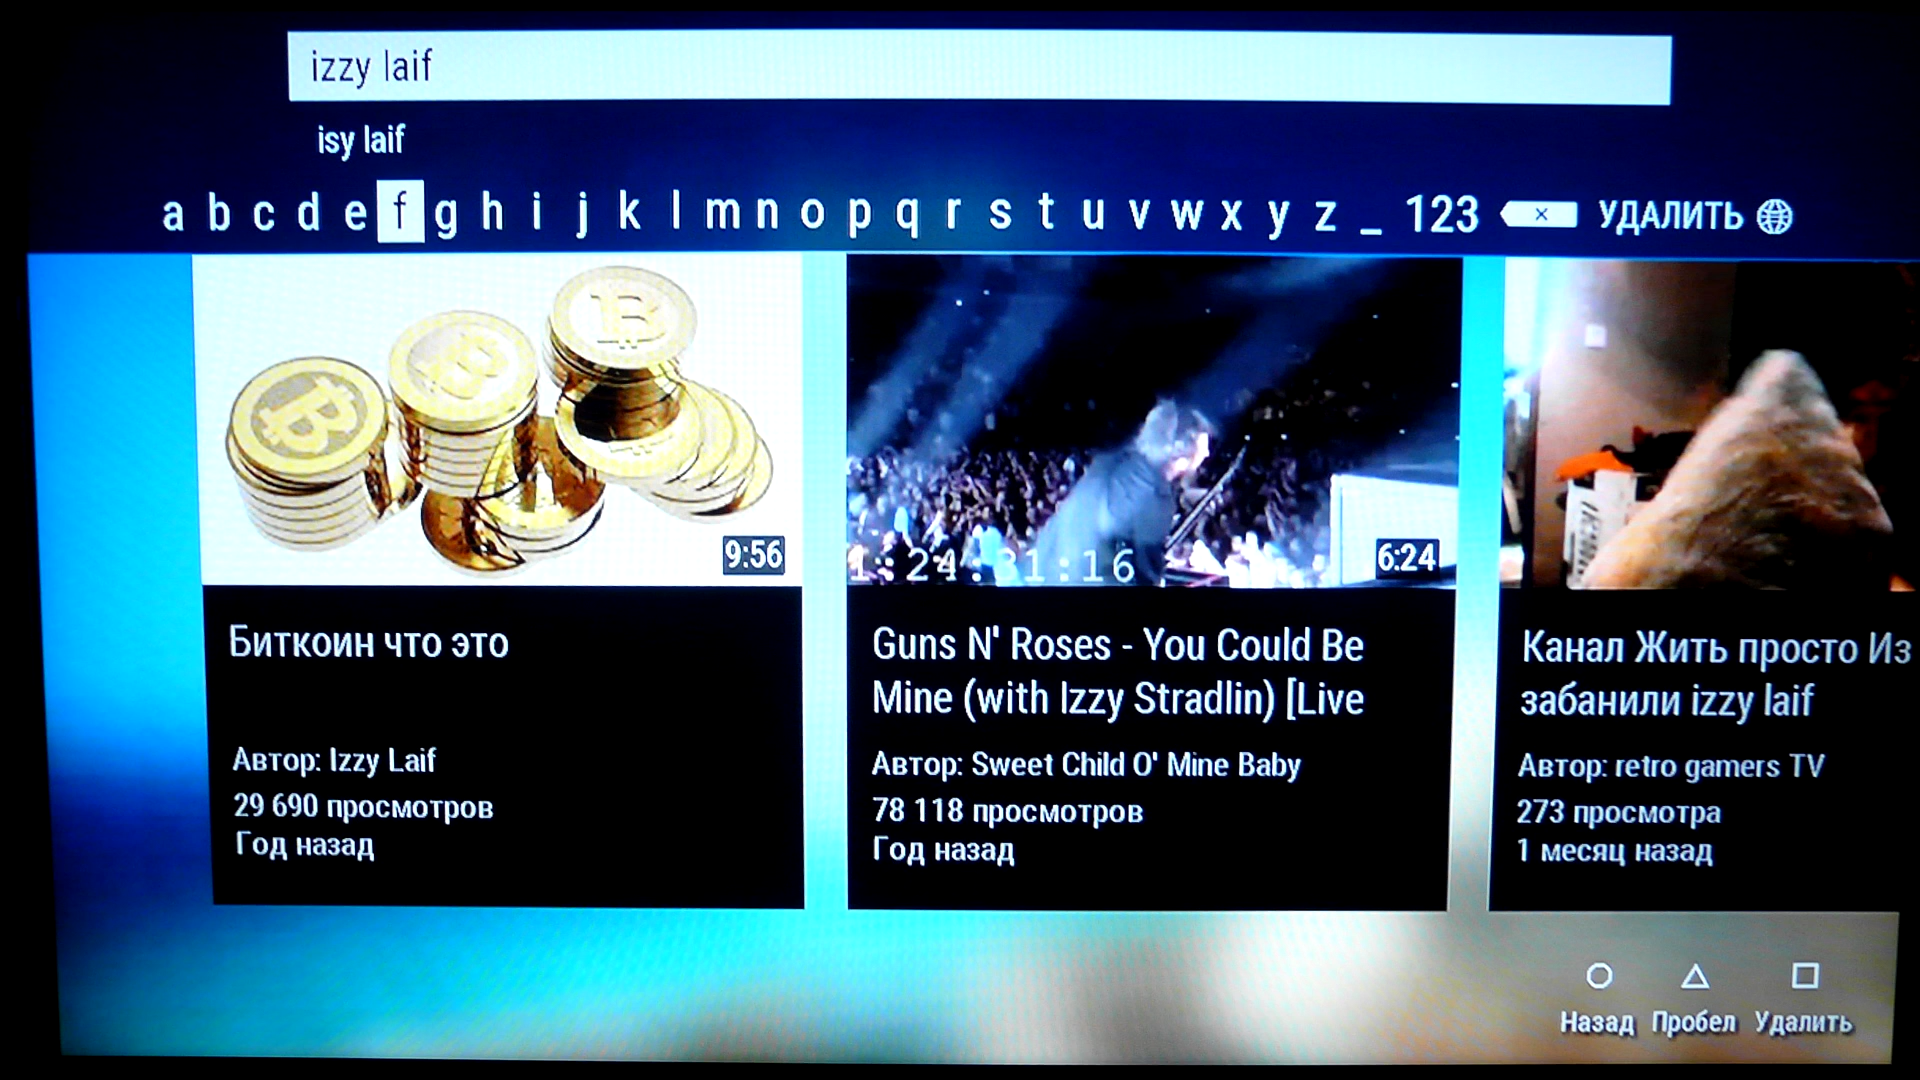 izzy laif
isy laif
a b c d e f g h i j k l m n o p q r s t u v w x y z _ 123 УДАЛИТЬ
9:56
6:24
Биткоин что это
Автор: Izzy Laif
29 690 просмотров
Год назад
Guns N' Roses - You Could Be
Mine (with Izzy Stradlin) [Live
Автор: Sweet Child O' Mine Baby
78 118 просмотров
Год назад
Канал Жить просто Из
забанили izzy laif
Автор: retro gamers TV
273 просмотра
1 месяц назад
Назад Пробел Удалить